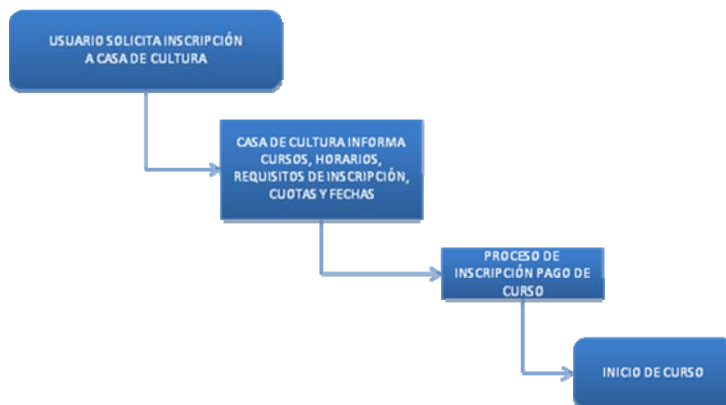 USUARIO SOLICITA INSCRIPCIÓN
A CASA DE CULTURA
CASA DE CULTURA INFORMA
CURSOS, HORARIOS,
REQUISITOS DE INSCRIPCIÓN,
CUOTAS Y FECHAS
PROCESO DE
INSCRIPCIÓN PAGO DE
CURSO
INICIO DE CURSO